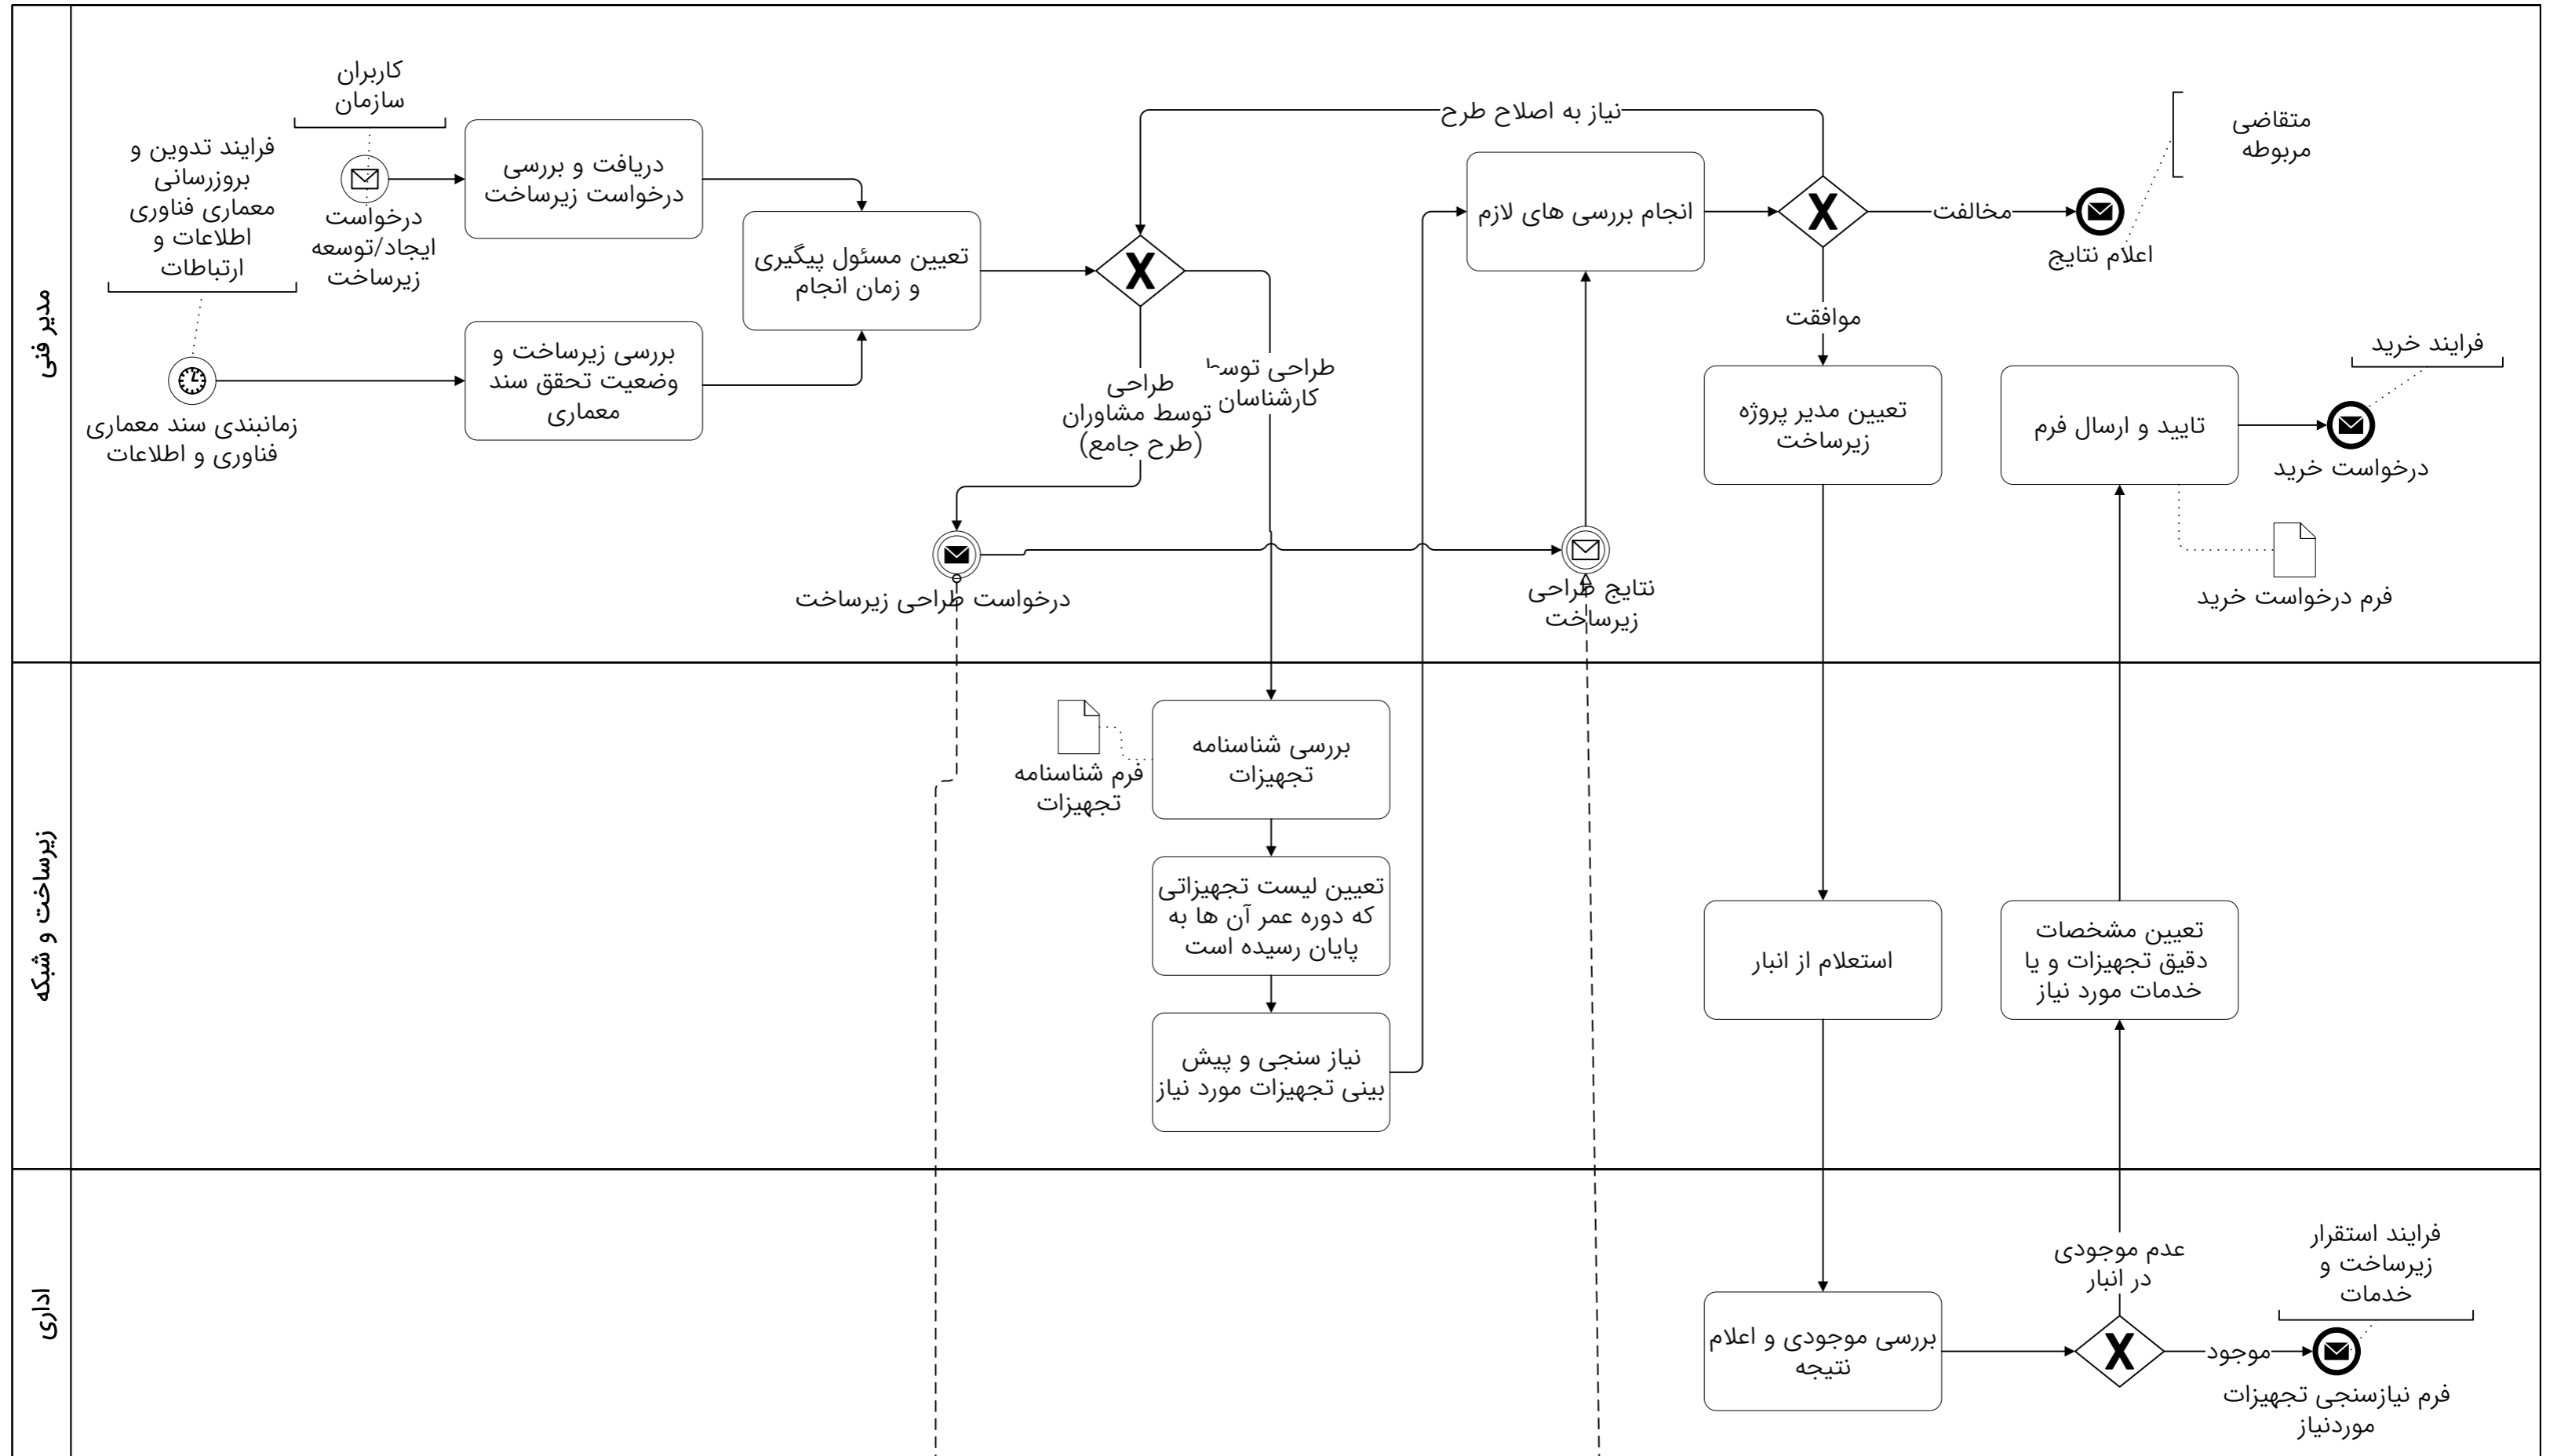 مدیر فنی
کاربران
سازمان
فرایند تدوین و
بروزرسانی
معماری فناوری
اطلاعات و
ارتباطات
درخواست
ایجاد/توسعه
زیرساخت
دریافت و بررسی
درخواست زیرساخت
زمانبندی سند معماری
فناوری و اطلاعات
بررسی زیرساخت و
وضعیت تحقق سند
معماری
تعیین مسئول پیگیری
و زمان انجام
X
طراحی
توسط مشاوران
(طرح جامع)
طراحی توسط
کارشناسان
درخواست طراحی زیرساخت
نتایج طراحی
زیرساخت
نیاز به اصلاح طرح
انجام بررسی های لازم
X
مخالفت
اعلام نتایج
متقاضی
مربوطه
موافقت
تعیین مدیر پروژه
زیرساخت
تایید و ارسال فرم
فرایند خرید
درخواست خرید
فرم درخواست خرید
زیرساخت و شبکه
فرم شناسنامه
تجهیزات
بررسی شناسنامه
تجهیزات
تعیین لیست تجهیزاتی
که دوره عمر آن ها به
پایان رسیده است
نیاز سنجی و پیش
بینی تجهیزات مورد نیاز
استعلام از انبار
تعیین مشخصات
دقیق تجهیزات و یا
خدمات مورد نیاز
اداری
بررسی موجودی و اعلام
نتیجه
عدم موجودی
در انبار
X
موجود
فرایند استقرار
زیرساخت و
خدمات
فرم نیازسنجی تجهیزات
موردنیاز